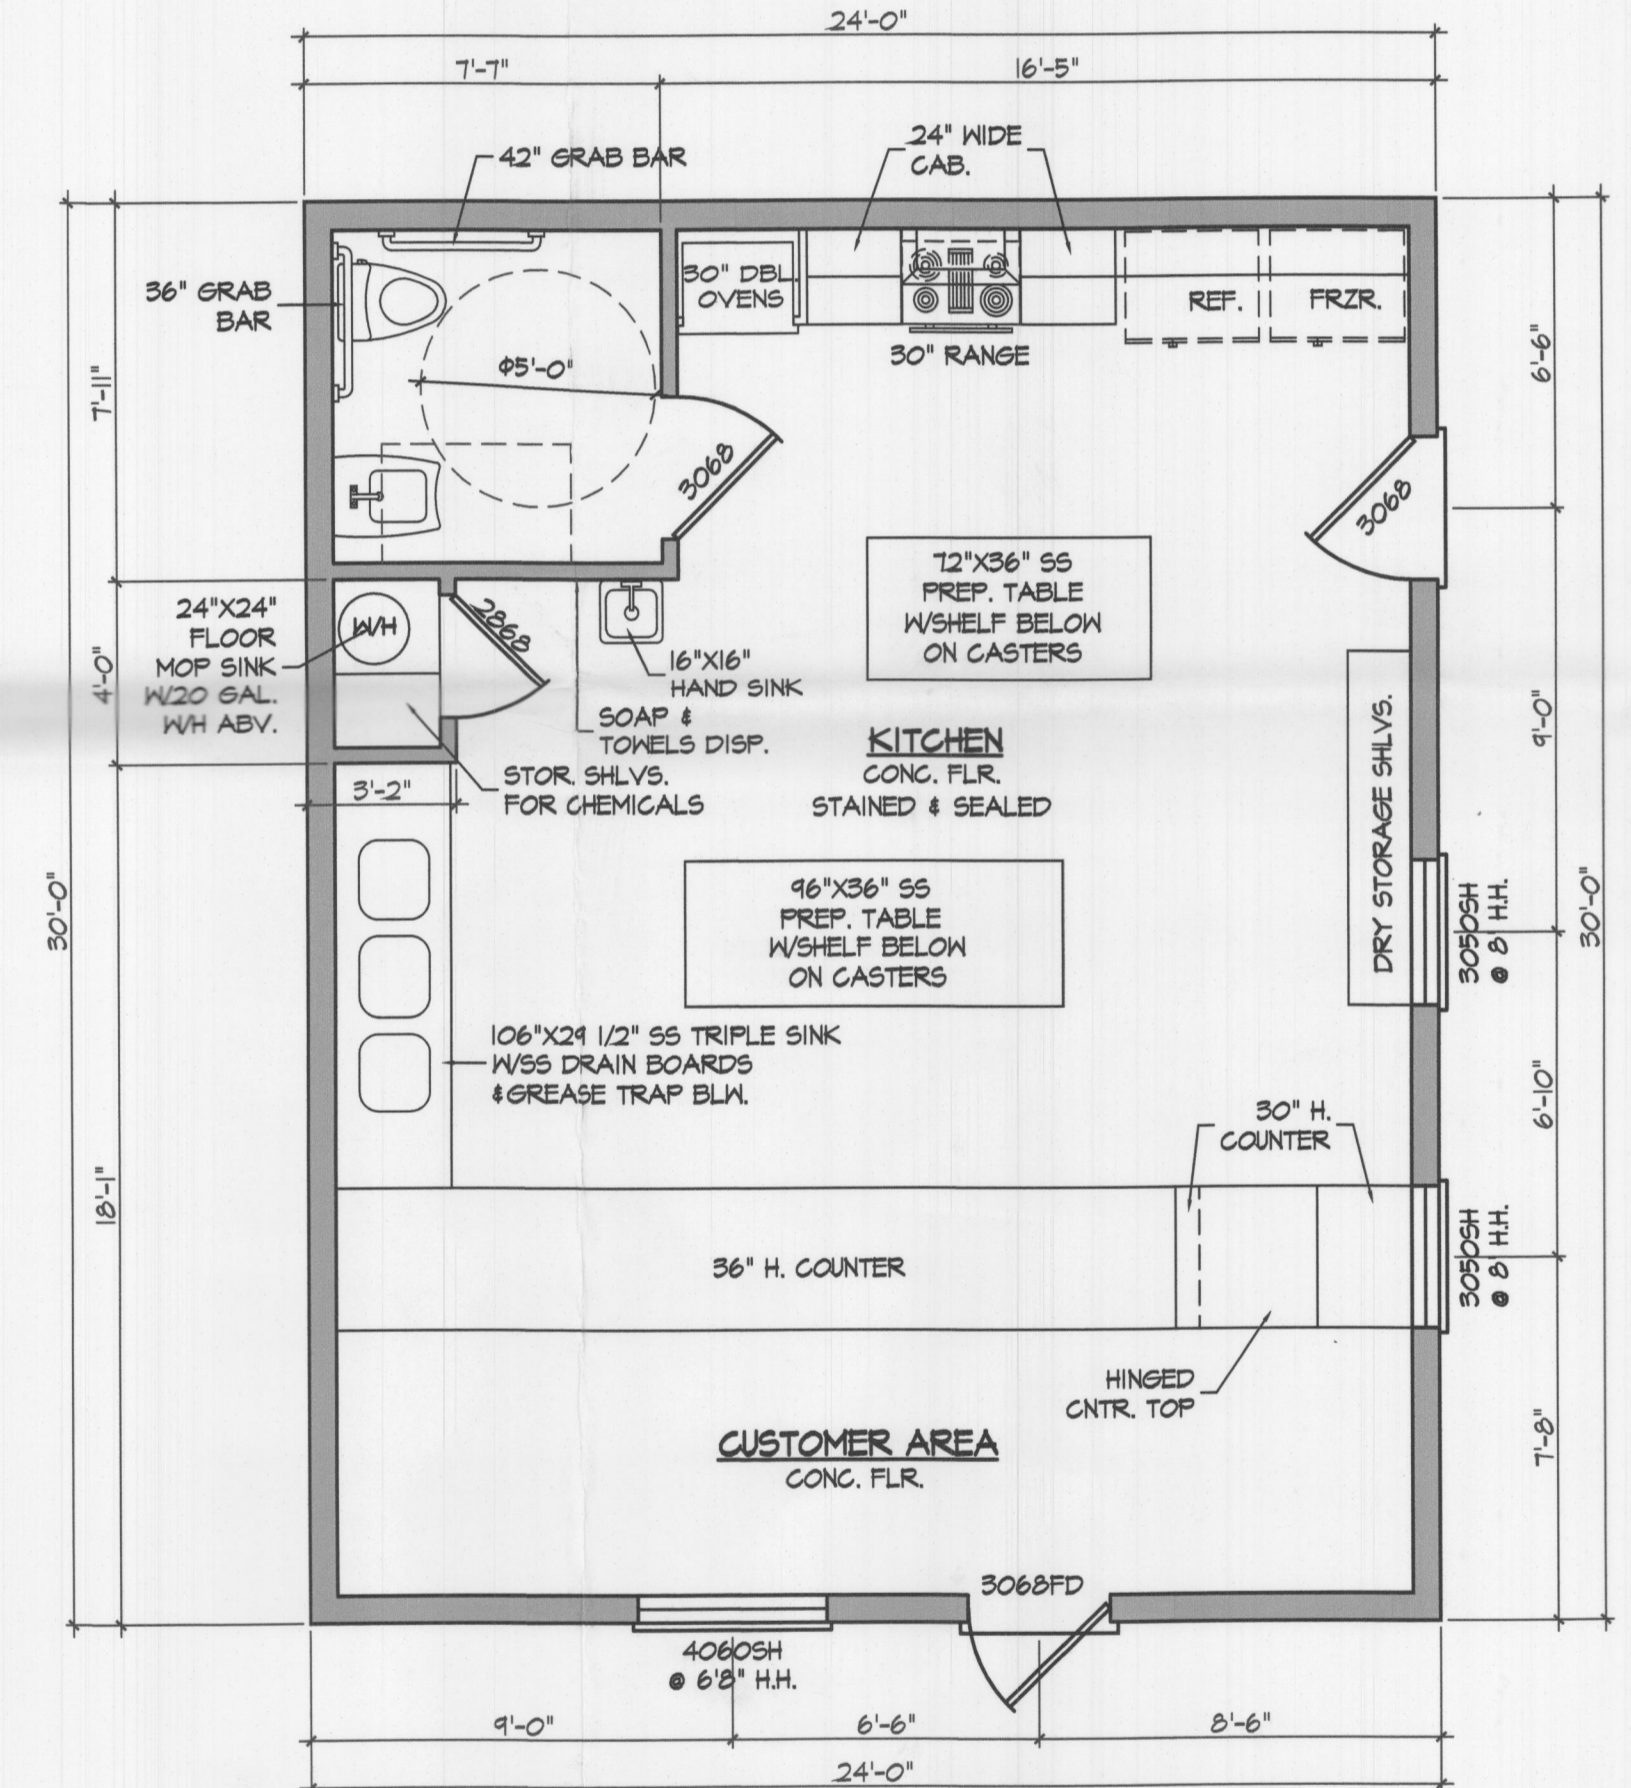 24'-0"
7'-7"
16'-5"
42" GRAB BAR
24" WIDE
CAB.
36" GRAB
BAR
30" DBL.
OVENS
REF.
FRZR.
30" RANGE
Φ5'-0"
3068
3068
7'-11"
6'-6"
72"X36" SS
PREP. TABLE
W/SHELF BELOW
ON CASTERS
24"X24"
FLOOR
MOP SINK
W/20 GAL.
W/H ABV.
W/H
2868
16"X16"
HAND SINK
SOAP &
TOWELS DISP.
4'-0"
9'-0"
KITCHEN
CONC. FLR.
STAINED & SEALED
STOR. SHLVS.
FOR CHEMICALS
3'-2"
DRY STORAGE SHLVS.
96"X36" SS
PREP. TABLE
W/SHELF BELOW
ON CASTERS
30'-0"
3050SH
@ 8' H.H.
30'-0"
106"X29 1/2" SS TRIPLE SINK
W/SS DRAIN BOARDS
&GREASE TRAP BLW.
6'-10"
30" H.
COUNTER
18'-1"
36" H. COUNTER
3050SH
@ 8' H.H.
HINGED
CNTR. TOP
CUSTOMER AREA
CONC. FLR.
7'-8"
3068FD
4060SH
@ 6'8" H.H.
9'-0"
6'-6"
8'-6"
24'-0"